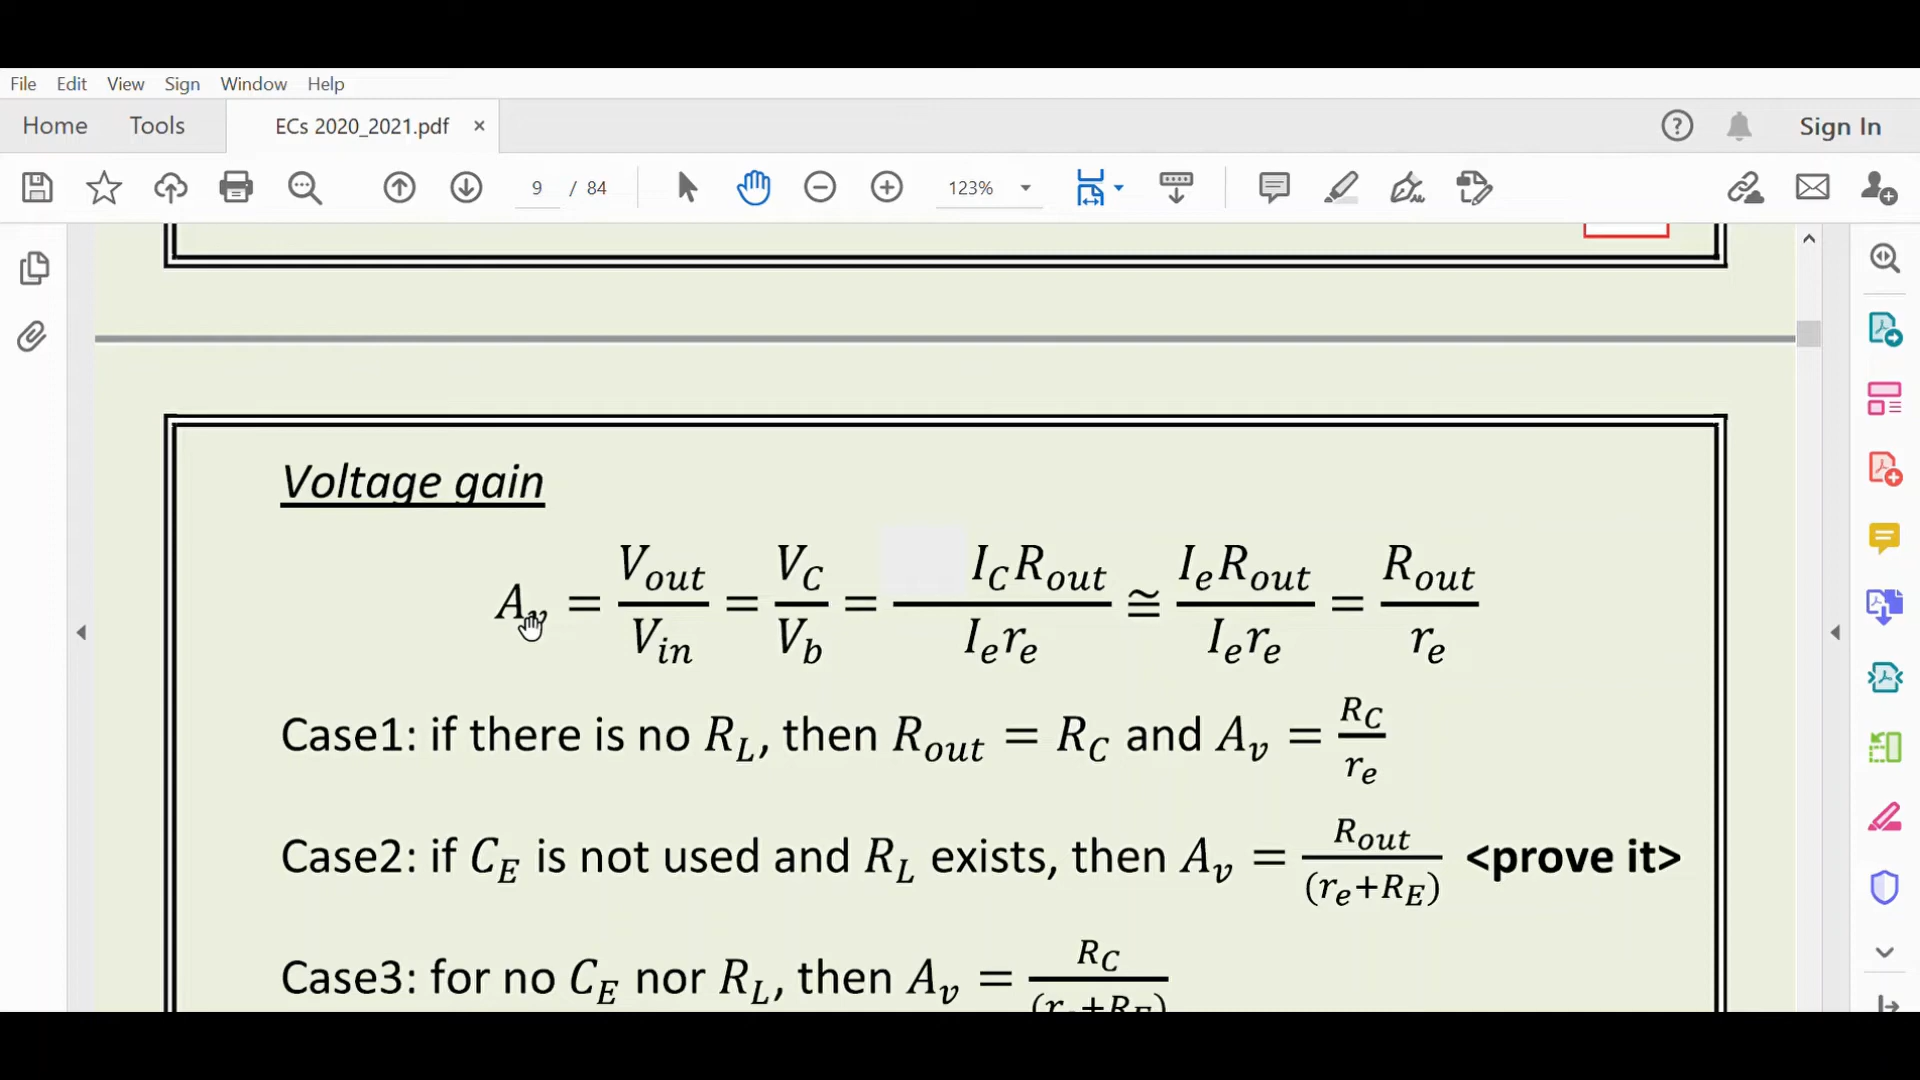 File Edit View Sign Window Help
Home Tools ECs 2020_2021.pdf × Sign In
9 / 84 123%
Voltage gain
A_v = V_out / V_in = V_C / V_b = I_C R_out / I_e r_e ≅ I_e R_out / I_e r_e = R_out / r_e
Case1: if there is no R_L, then R_out = R_C and A_v = R_C / r_e
Case2: if C_E is not used and R_L exists, then A_v = R_out / (r_e+R_E) <prove it>
Case3: for no C_E nor R_L, then A_v = R_C / (r_e+R_E)